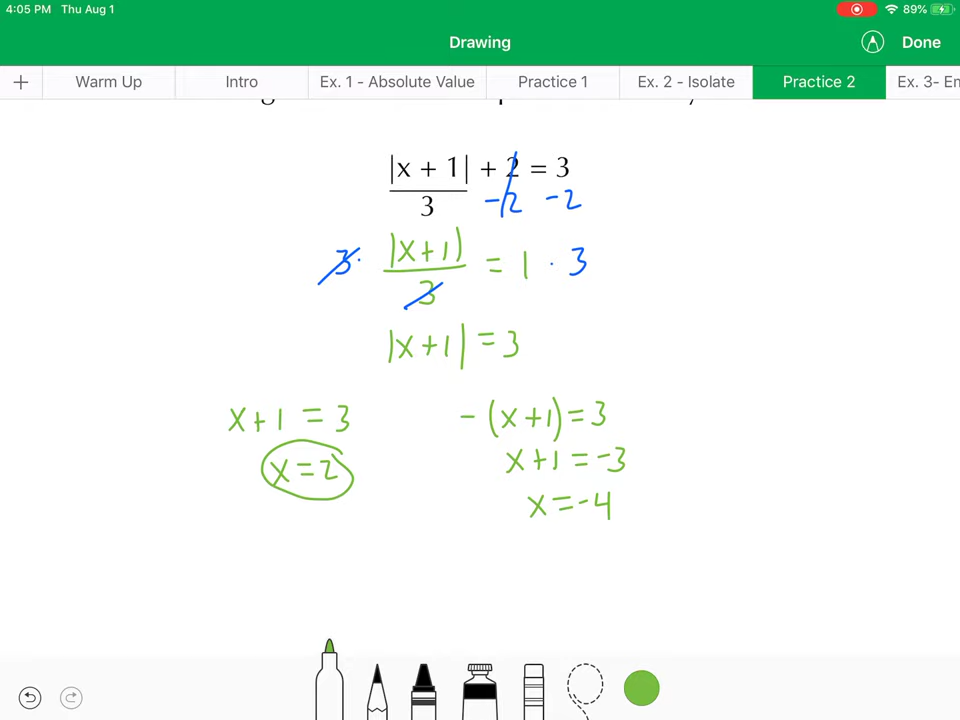 4:05 PM Thu Aug 1 89%
Drawing Done
+ Warm Up Intro Ex. 1 - Absolute Value Practice 1 Ex. 2 - Isolate Practice 2 Ex. 3- En
|x + 1| + 2 = 3
3 -2 -2
3· |x+1| = 1 · 3
3
|x+1| = 3
x+1 = 3 -(x+1) = 3
x=2 x+1 = -3
x=-4